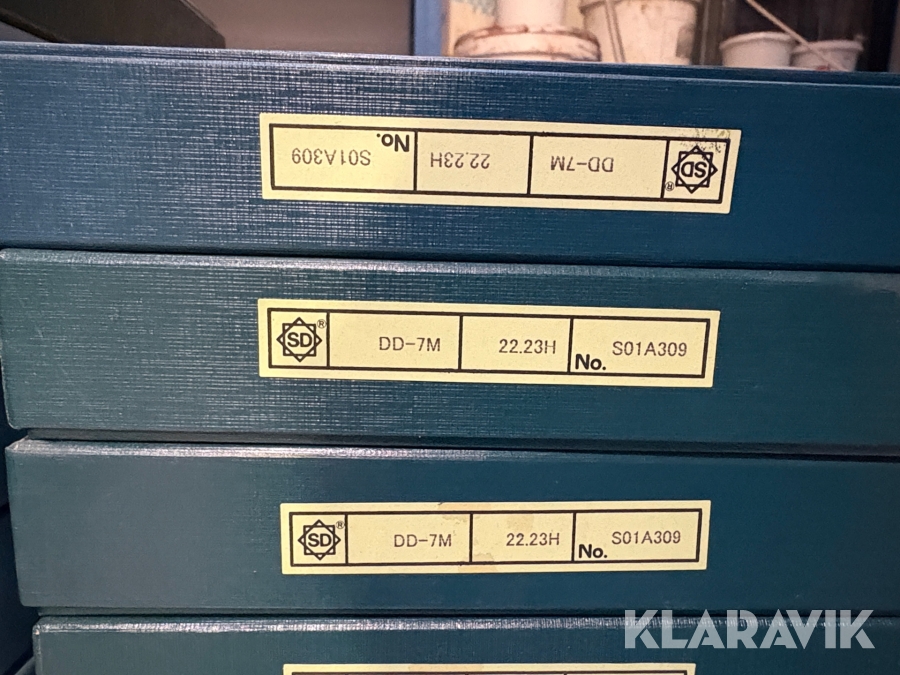 SD ® DD-7M 22.23H No. S01A309
SD ® DD-7M 22.23H No. S01A309
SD ® DD-7M 22.23H No. S01A309
KLARAVIK